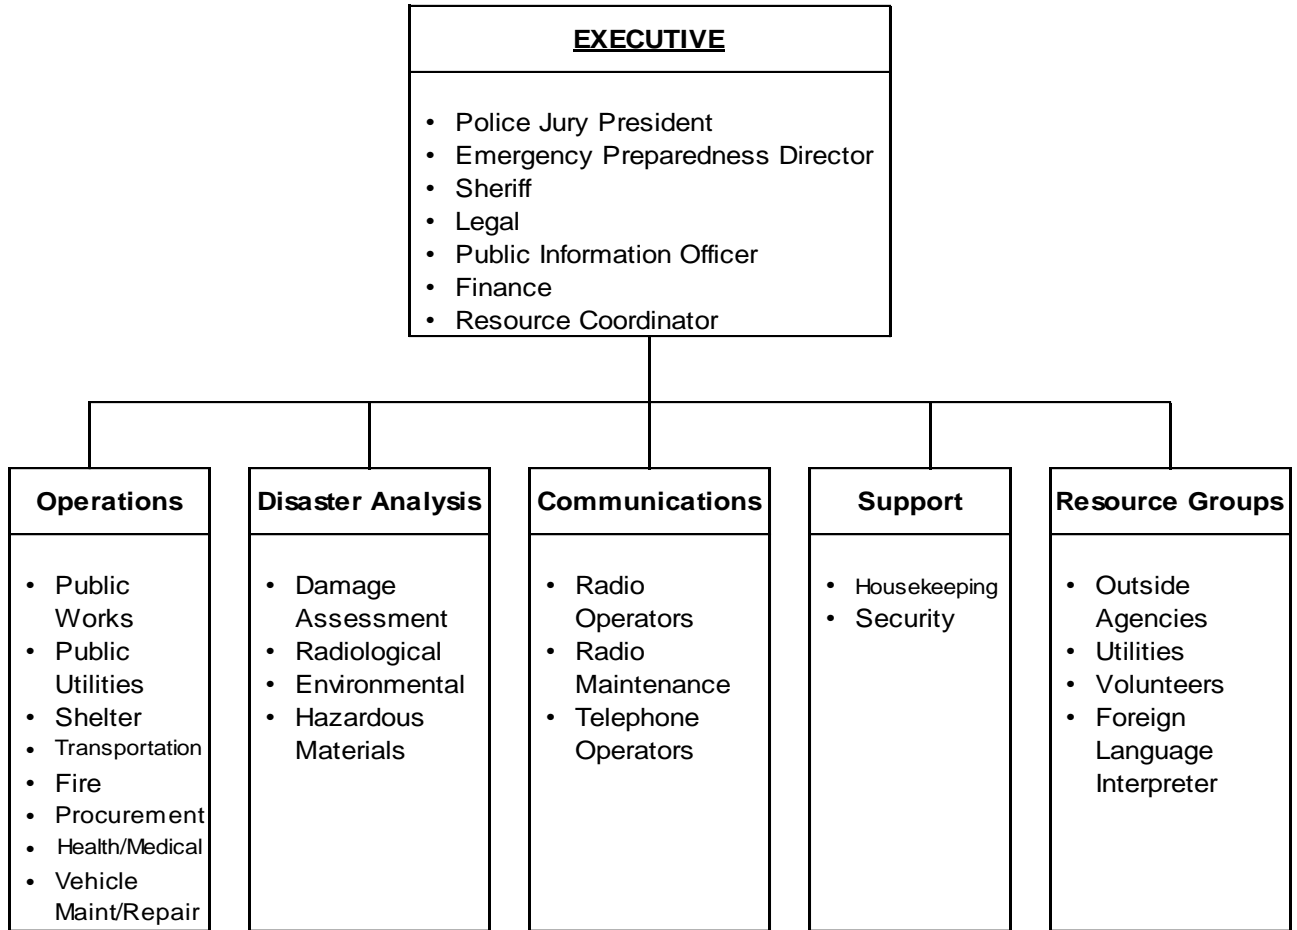 EXECUTIVE
• Police Jury President
• Emergency Preparedness Director
• Sheriff
• Legal
• Public Information Officer
• Finance
• Resource Coordinator
Operations
• Public
Works
• Public
Utilities
• Shelter
• Transportation
• Fire
• Procurement
• Health/Medical
• Vehicle
Maint/Repair
Disaster Analysis
• Damage
Assessment
• Radiological
• Environmental
• Hazardous
Materials
Communications
• Radio
Operators
• Radio
Maintenance
• Telephone
Operators
Support
• Housekeeping
• Security
Resource Groups
• Outside
Agencies
• Utilities
• Volunteers
• Foreign
Language
Interpreter